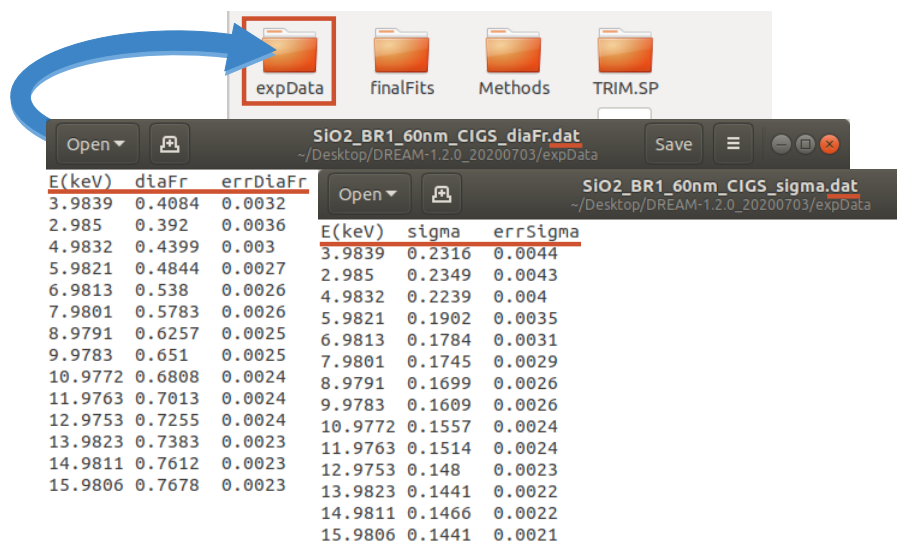 expData finalFits Methods TRIM.SP
Open SiO2_BR1_60nm_CIGS_diaFr.dat Save
~/Desktop/DREAM-1.2.0_20200703/expData
E(keV) diaFr errDiaFr
3.9839 0.4084 0.0032
2.985 0.392 0.0036
4.9832 0.4399 0.003
5.9821 0.4844 0.0027
6.9813 0.538 0.0026
7.9801 0.5783 0.0026
8.9791 0.6257 0.0025
9.9783 0.651 0.0025
10.9772 0.6808 0.0024
11.9763 0.7013 0.0024
12.9753 0.7255 0.0024
13.9823 0.7383 0.0023
14.9811 0.7612 0.0023
15.9806 0.7678 0.0023
Open SiO2_BR1_60nm_CIGS_sigma.dat
~/Desktop/DREAM-1.2.0_20200703/expData
E(keV) sigma errSigma
3.9839 0.2316 0.0044
2.985 0.2349 0.0043
4.9832 0.2239 0.004
5.9821 0.1902 0.0035
6.9813 0.1784 0.0031
7.9801 0.1745 0.0029
8.9791 0.1699 0.0026
9.9783 0.1609 0.0026
10.9772 0.1557 0.0024
11.9763 0.1514 0.0024
12.9753 0.148 0.0023
13.9823 0.1441 0.0022
14.9811 0.1466 0.0022
15.9806 0.1441 0.0021